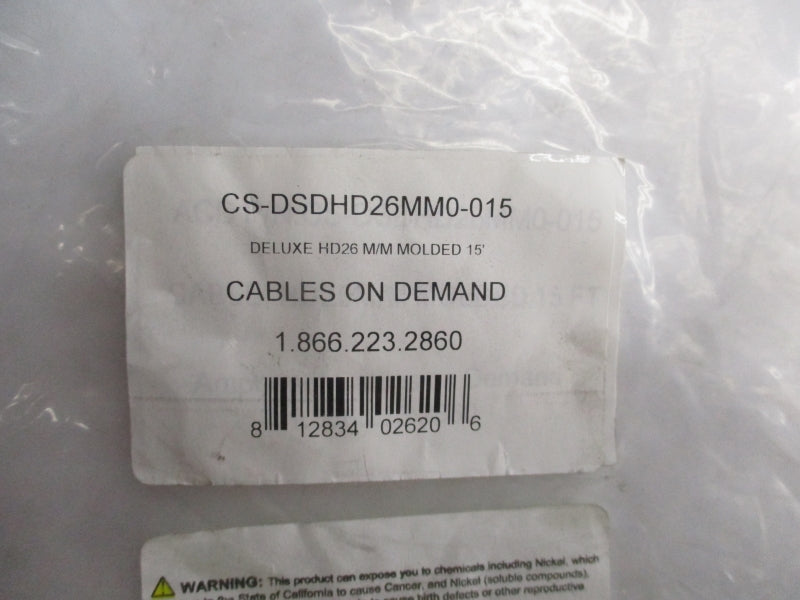 CS-DSDHD26MM0-015
DELUXE HD26 M/M MOLDED 15'
CABLES ON DEMAND
1.866.223.2860
8 12834 02620 6
WARNING: This product can expose you to chemicals including Nickel, which
State of California to cause Cancer, and Nickel (soluble compounds),
cause birth defects or other reproductive